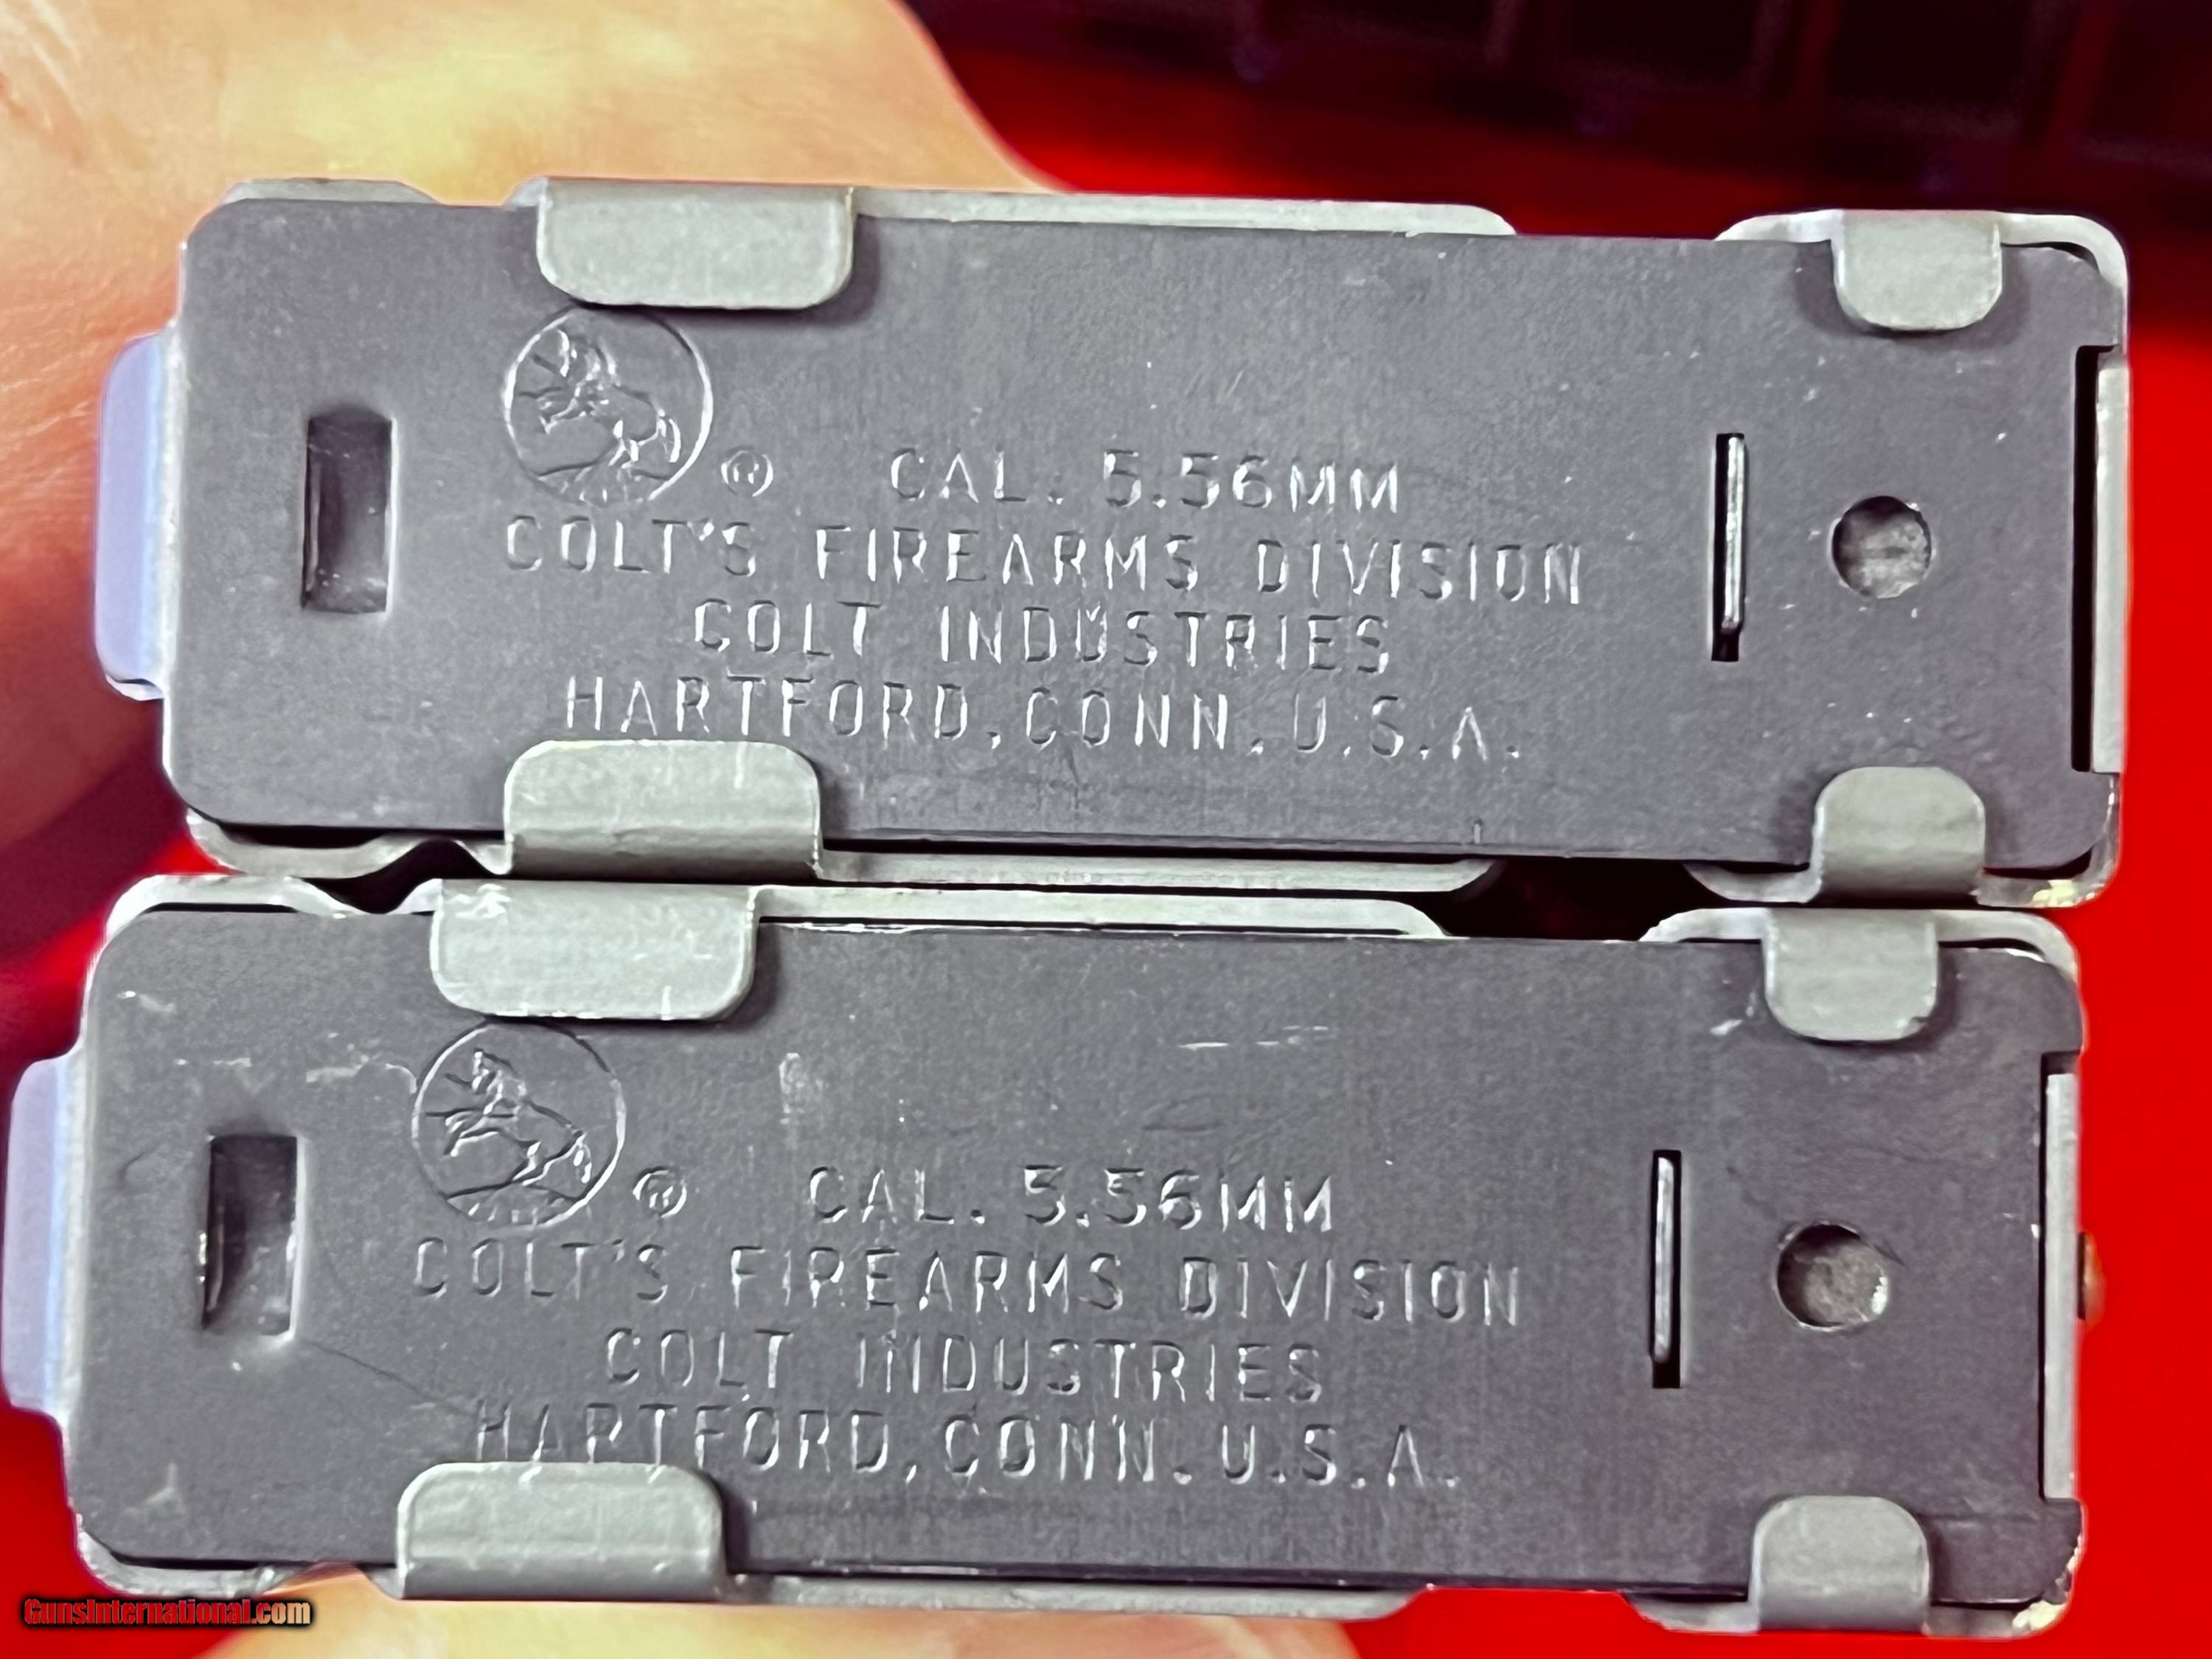 ® CAL. 5.56MM
COLT'S FIREARMS DIVISION
COLT INDUSTRIES
HARTFORD, CONN. U.S.A.
® CAL. 5.56MM
COLT'S FIREARMS DIVISION
COLT INDUSTRIES
HARTFORD, CONN. U.S.A.
GunsInternational.com